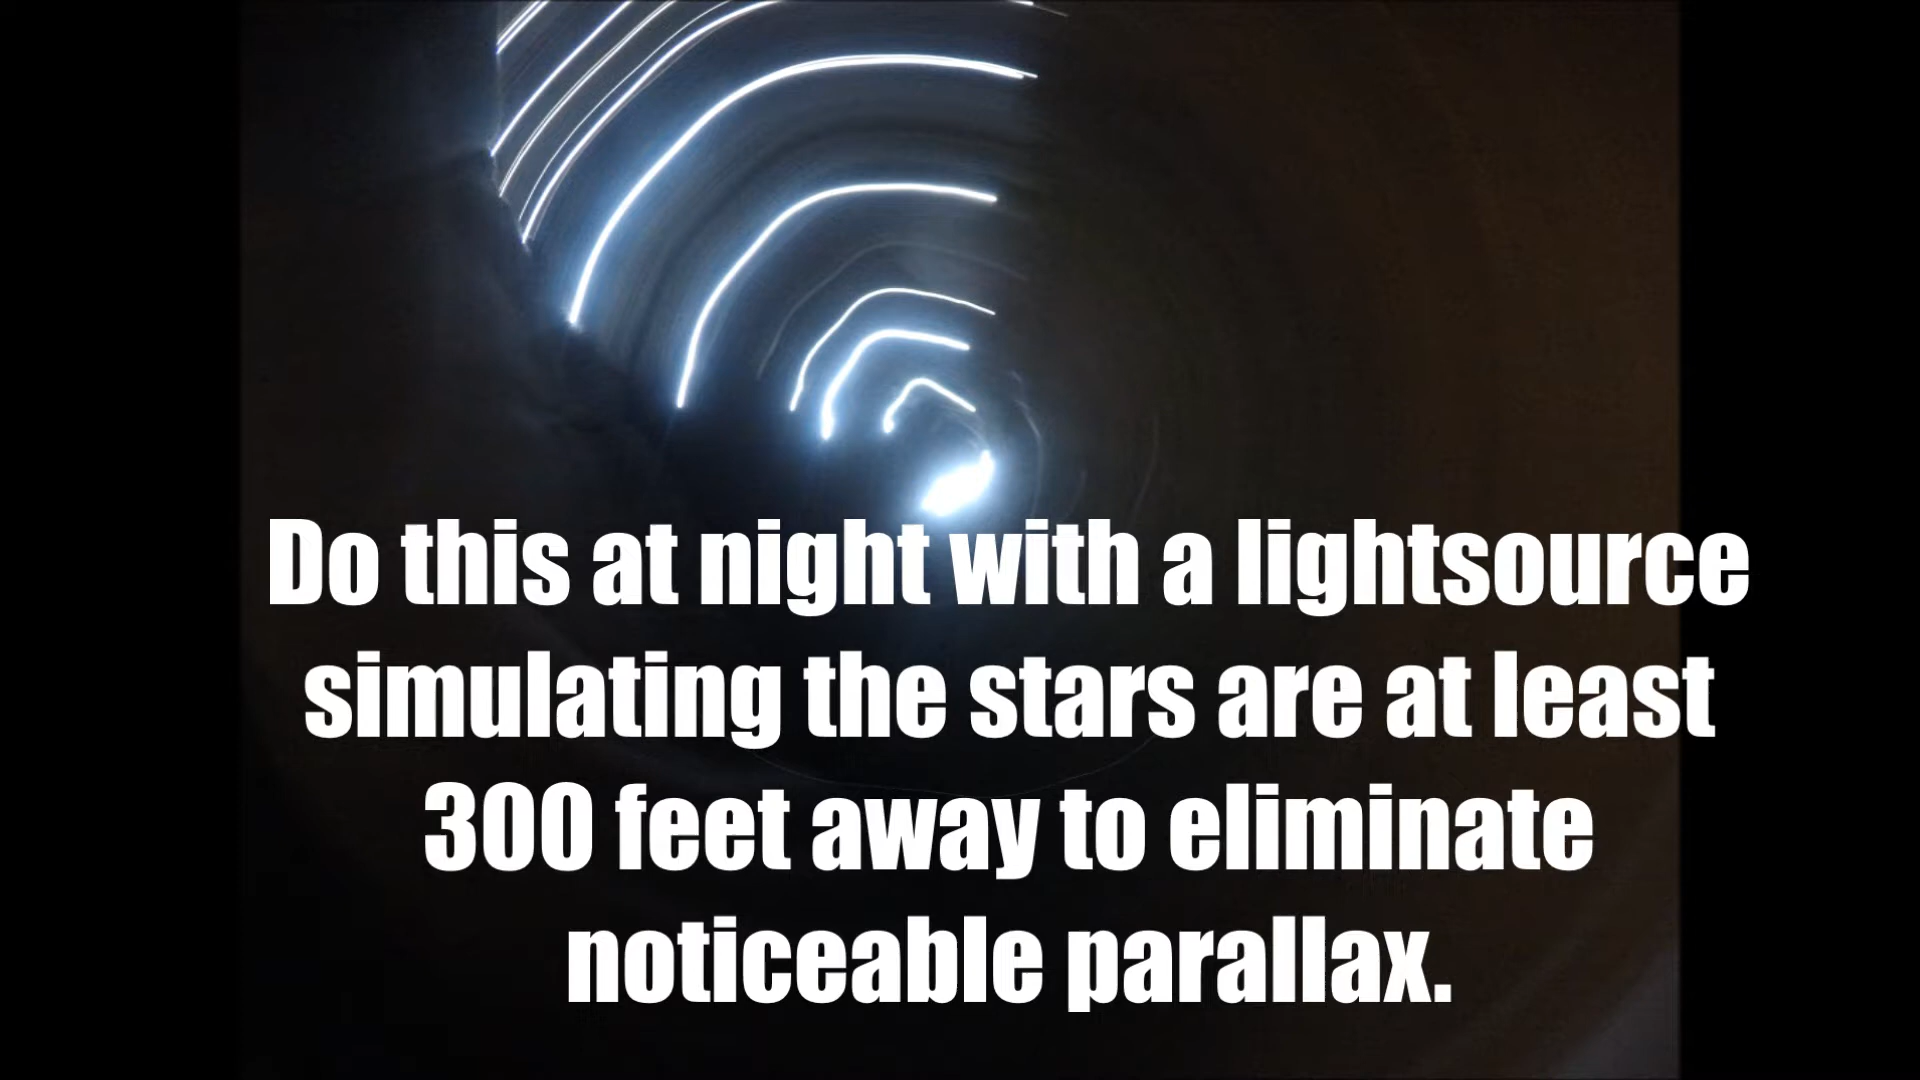 Do this at night with a lightsource
simulating the stars are at least
300 feet away to eliminate
noticeable parallax.